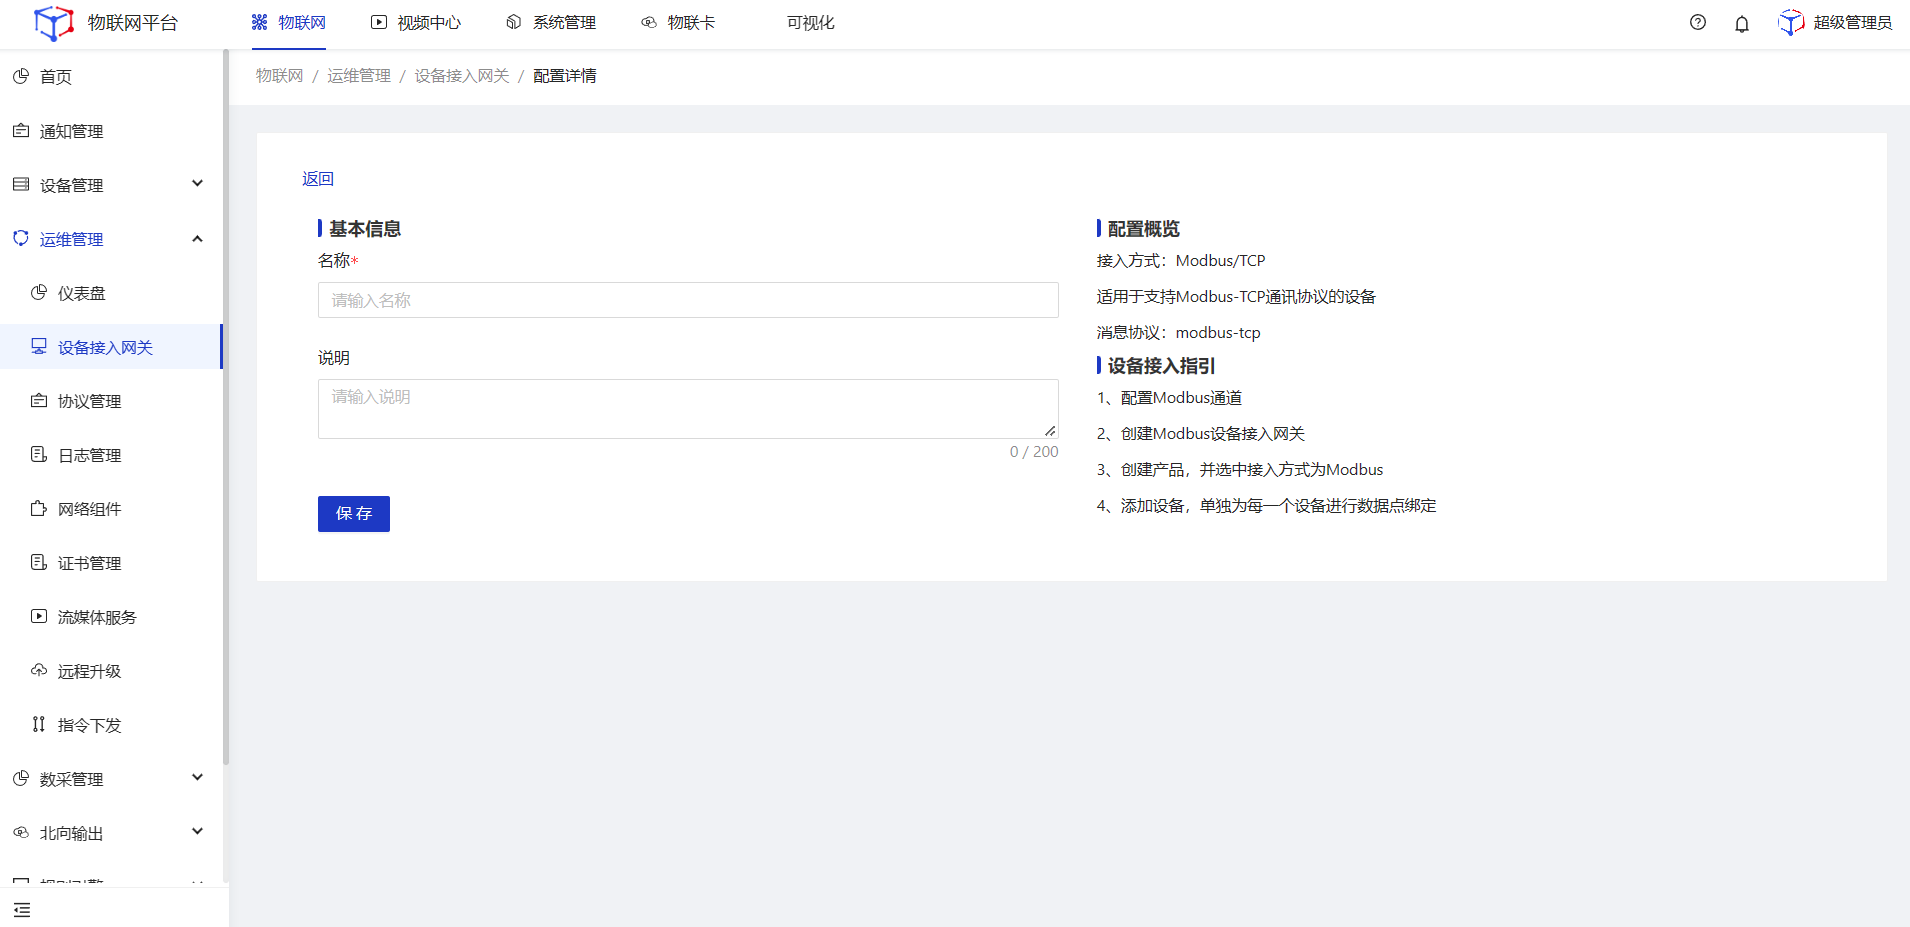 物联网平台
物联网
视频中心
系统管理
物联卡
可视化
超级管理员
首页
通知管理
设备管理
运维管理
仪表盘
设备接入网关
协议管理
日志管理
网络组件
证书管理
流媒体服务
远程升级
指令下发
数采管理
北向输出
物联网 / 运维管理 / 设备接入网关 / 配置详情
返回
基本信息
名称*
请输入名称
说明
请输入说明
0 / 200
保 存
配置概览
接入方式：Modbus/TCP
适用于支持Modbus-TCP通讯协议的设备
消息协议：modbus-tcp
设备接入指引
1、配置Modbus通道
2、创建Modbus设备接入网关
3、创建产品，并选中接入方式为Modbus
4、添加设备，单独为每一个设备进行数据点绑定